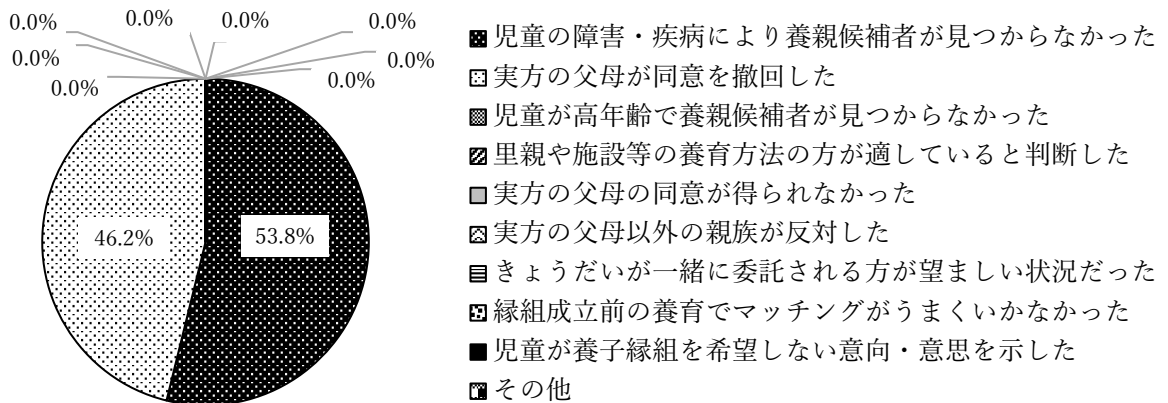 0.0%
0.0%
0.0%
0.0%
0.0%
0.0%
0.0%
0.0%
46.2%
53.8%
児童の障害・疾病により養親候補者が見つからなかった
実方の父母が同意を撤回した
児童が高年齢で養親候補者が見つからなかった
里親や施設等の養育方法の方が適していると判断した
実方の父母の同意が得られなかった
実方の父母以外の親族が反対した
きょうだいが一緒に委託される方が望ましい状況だった
縁組成立前の養育でマッチングがうまくいかなかった
児童が養子縁組を希望しない意向・意思を示した
その他